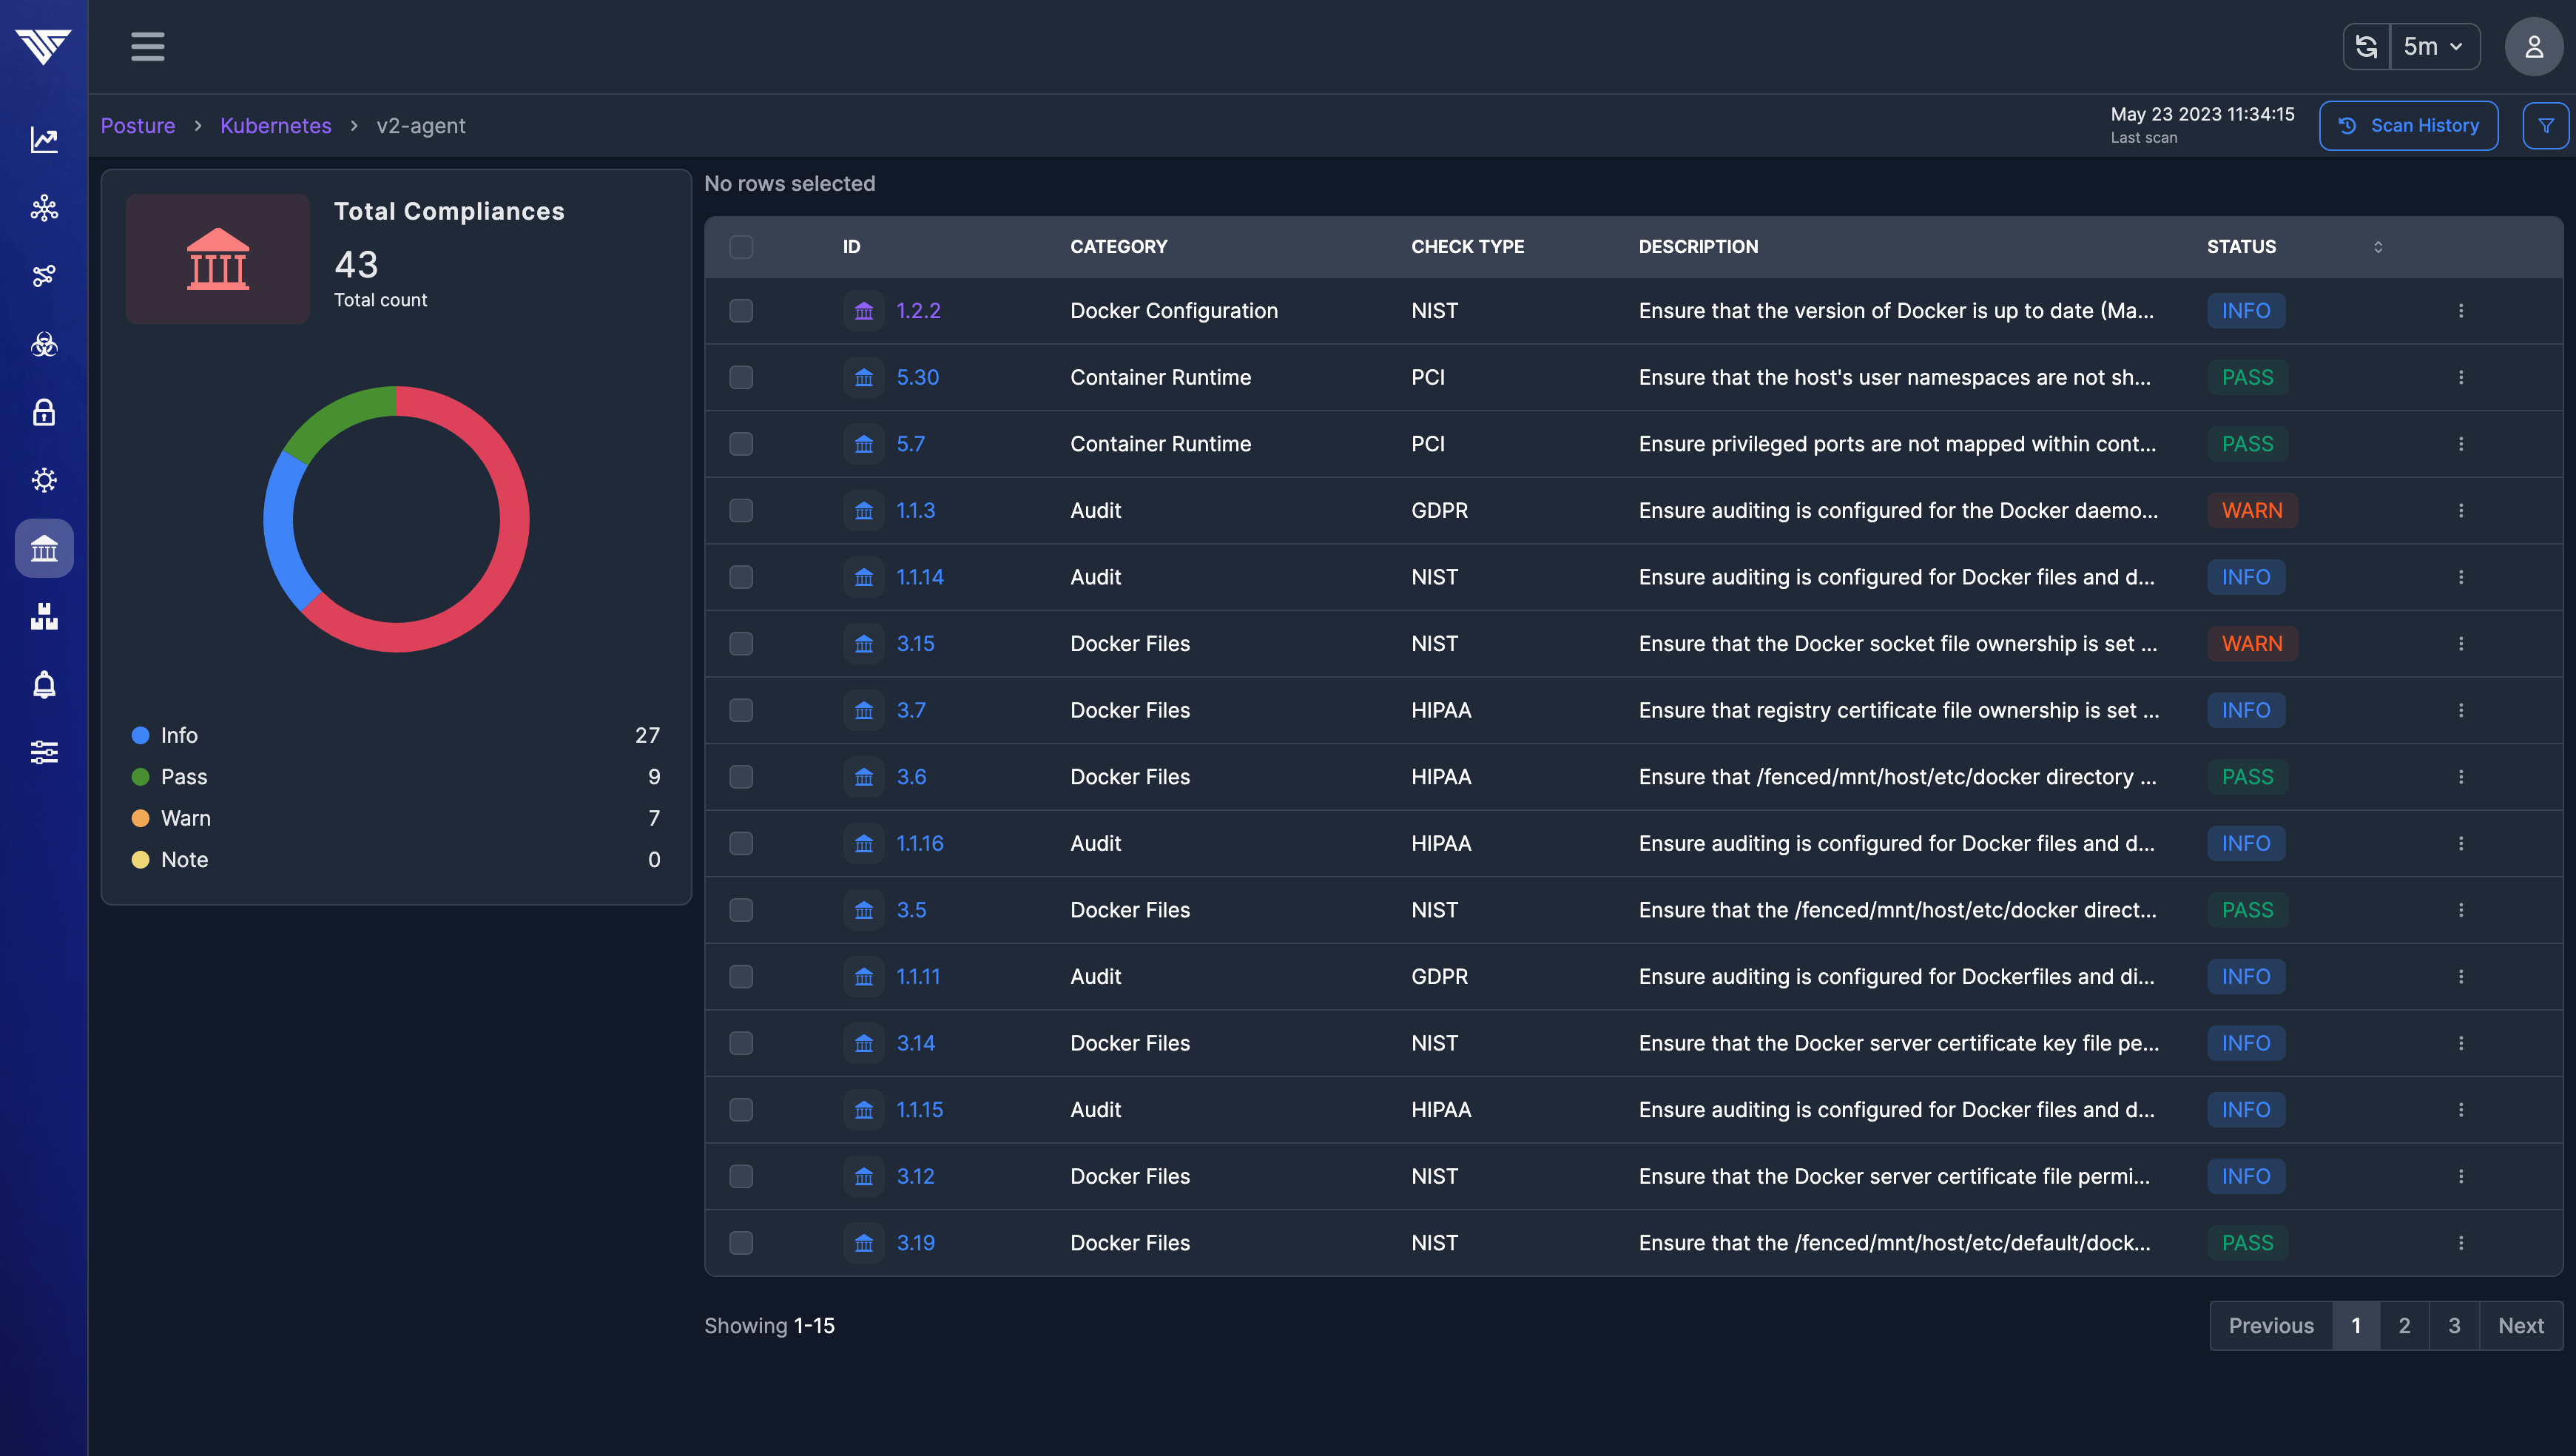 5m
Posture > Kubernetes > v2-agent
May 23 2023 11:34:15
Last scan
Scan History
Total Compliances
43
Total count
Info 27
Pass 9
Warn 7
Note 0
No rows selected
ID CATEGORY CHECK TYPE DESCRIPTION STATUS
1.2.2 Docker Configuration NIST Ensure that the version of Docker is up to date (Ma... INFO
5.30 Container Runtime PCI Ensure that the host's user namespaces are not sh... PASS
5.7 Container Runtime PCI Ensure privileged ports are not mapped within cont... PASS
1.1.3 Audit GDPR Ensure auditing is configured for the Docker daemo... WARN
1.1.14 Audit NIST Ensure auditing is configured for Docker files and d... INFO
3.15 Docker Files NIST Ensure that the Docker socket file ownership is set ... WARN
3.7 Docker Files HIPAA Ensure that registry certificate file ownership is set ... INFO
3.6 Docker Files HIPAA Ensure that /fenced/mnt/host/etc/docker directory ... PASS
1.1.16 Audit HIPAA Ensure auditing is configured for Docker files and d... INFO
3.5 Docker Files NIST Ensure that the /fenced/mnt/host/etc/docker direct... PASS
1.1.11 Audit GDPR Ensure auditing is configured for Dockerfiles and di... INFO
3.14 Docker Files NIST Ensure that the Docker server certificate key file pe... INFO
1.1.15 Audit HIPAA Ensure auditing is configured for Docker files and d... INFO
3.12 Docker Files NIST Ensure that the Docker server certificate file permi... INFO
3.19 Docker Files NIST Ensure that the /fenced/mnt/host/etc/default/dock... PASS
Showing 1-15
Previous 1 2 3 Next